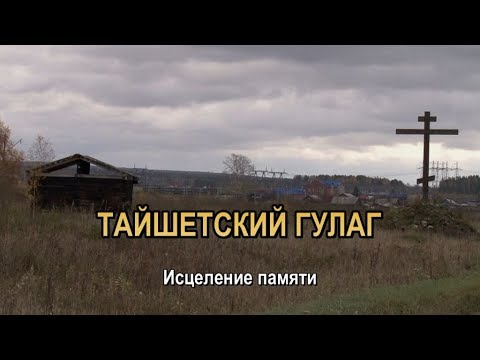 ТАЙШЕТСКИЙ ГУЛАГ
Исцеление памяти